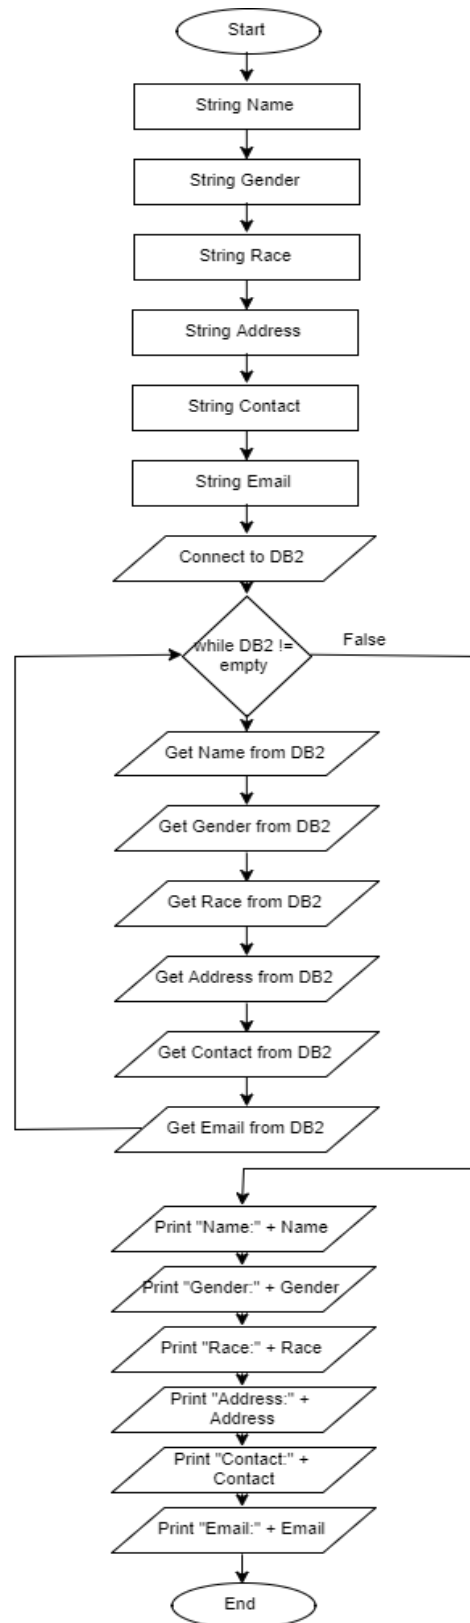 Start
String Name
String Gender
String Race
String Address
String Contact
String Email
Connect to DB2
while DB2 !=
empty
False
Get Name from DB2
Get Gender from DB2
Get Race from DB2
Get Address from DB2
Get Contact from DB2
Get Email from DB2
Print "Name:" + Name
Print "Gender:" + Gender
Print "Race:" + Race
Print "Address:" +
Address
Print "Contact:" +
Contact
Print "Email:" + Email
End